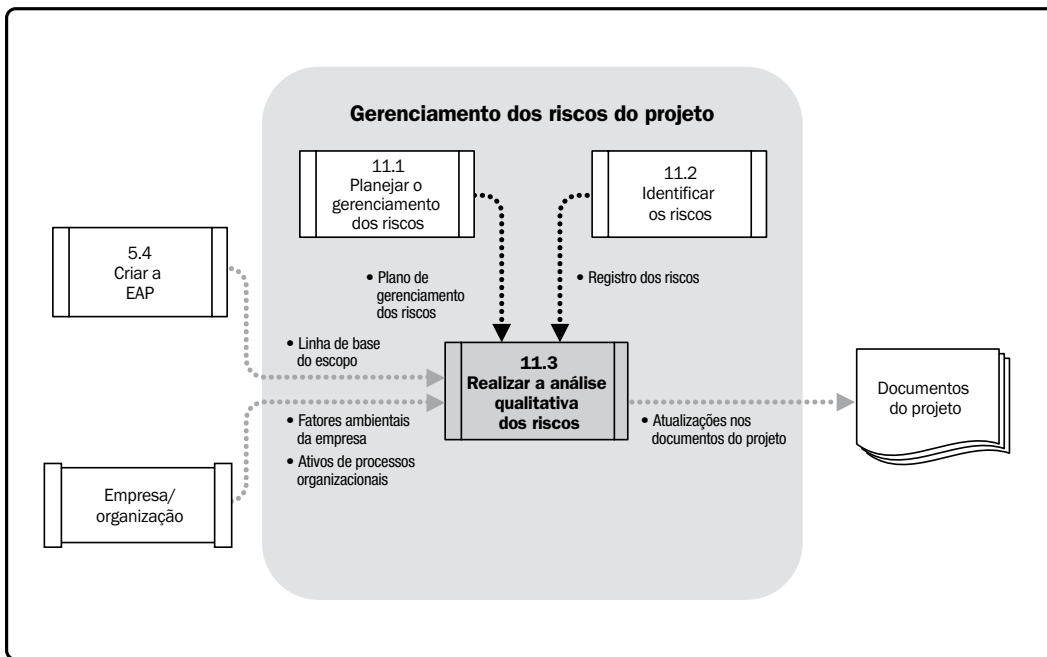 Gerenciamento dos riscos do projeto
11.1
Planejar o
gerenciamento
dos riscos
11.2
Identificar
os riscos
5.4
Criar a
EAP
• Plano de
gerenciamento
dos riscos
• Registro dos riscos
• Linha de base
do escopo
11.3
Realizar a análise
qualitativa
dos riscos
Documentos
do projeto
• Fatores ambientais
da empresa
• Ativos de processos
organizacionais
• Atualizações nos
documentos do projeto
Empresa/
organização